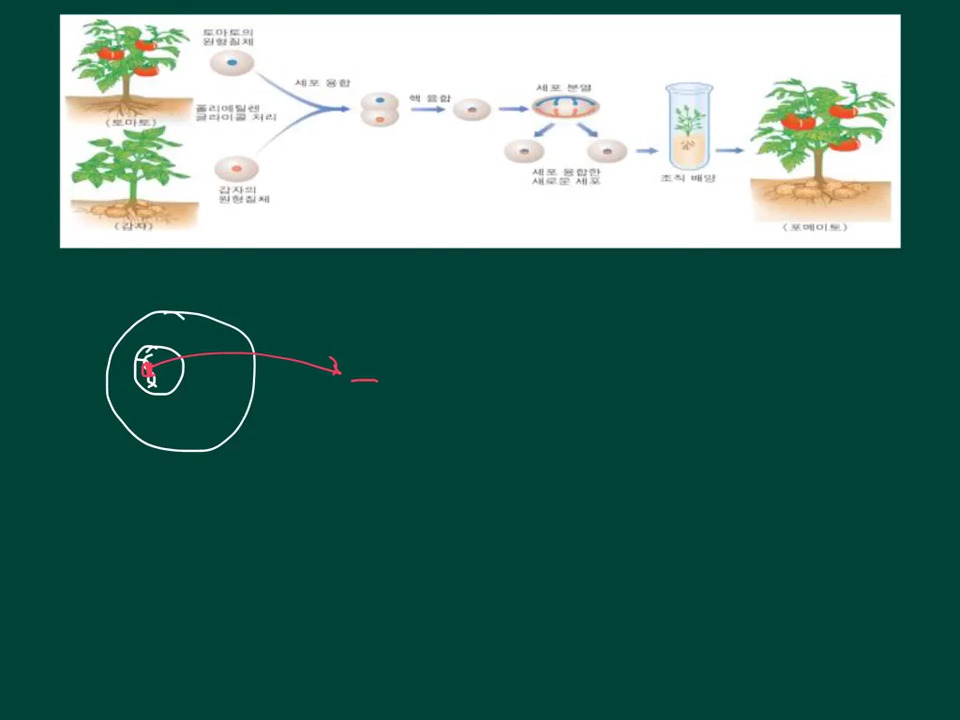 토마토의
원형질체
세포 융합
폴리에틸렌
글라이콜 처리
핵 융합
세포 분열
(토마토)
감자의
원형질체
세포 융합한
새로운 세포
조직 배양
(감자)
(포메이토)